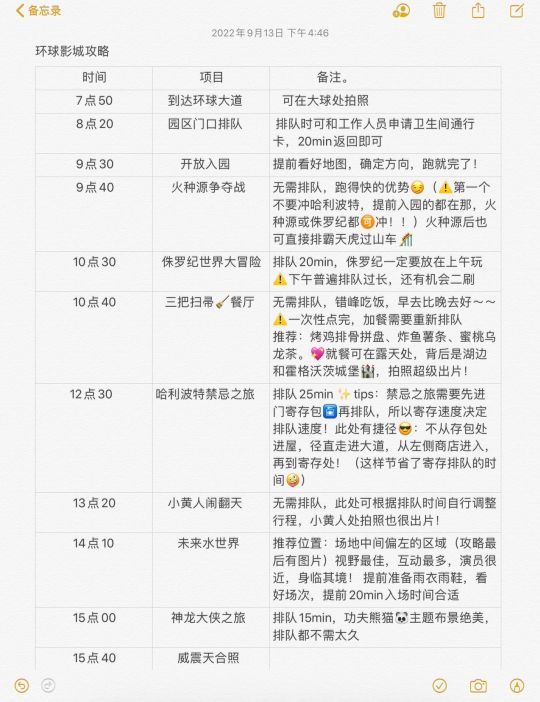 备忘录
2022年9月13日 下午4:46
环球影城攻略
时间 项目 备注。
7点50 到达环球大道 可在大球处拍照
8点20 园区门口排队 排队时可和工作人员申请卫生间通行
卡，20min返回即可
9点30 开放入园 提前看好地图，确定方向，跑就完了！
9点40 火种源争夺战 无需排队，跑得快的优势😏（⚠️第一个
不要冲哈利波特，提前入园的都在那，火
种源或侏罗纪都🉑冲！！）火种源后也
可直接排霸天虎过山车🎢
10点30 侏罗纪世界大冒险 排队20min，侏罗纪一定要放在上午玩
⚠️下午普遍排队过长，还有机会二刷
10点40 三把扫帚🧹餐厅 无需排队，错峰吃饭，早去比晚去好～～
⚠️一次性点完，加餐需要重新排队
推荐：烤鸡排骨拼盘、炸鱼薯条、蜜桃乌
龙茶。💖就餐可在露天处，背后是湖边
和霍格沃茨城堡🏰，拍照超级出片！
12点30 哈利波特禁忌之旅 排队25min ✨tips：禁忌之旅需要先进
门寄存包🛅再排队，所以寄存速度决定
排队速度！此处有捷径😎：不从存包处
进屋，径直走进大道，从左侧商店进入，
再到寄存处！（这样节省了寄存排队的时
间🤪）
13点20 小黄人闹翻天 无需排队，此处可根据排队时间自行调整
行程，小黄人处拍照也很出片！
14点10 未来水世界 推荐位置：场地中间偏左的区域（攻略最
后有图片）视野最佳，互动最多，演员很
近，身临其境！ 提前准备雨衣雨鞋，看
好场次，提前20min入场时间合适
15点00 神龙大侠之旅 排队15min，功夫熊猫🐼主题布景绝美，
排队都不需太久
15点40 威震天合照